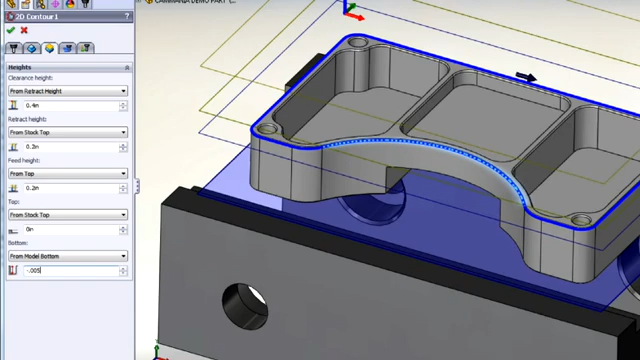 CAMMANIA DEMO PART (...
2D Contour1
Heights
Clearance height:
From Retract Height
0.4in
Retract height:
From Stock Top
0.2in
Feed height:
From Top
0.2in
Top:
From Stock Top
0in
Bottom:
From Model Bottom
-.005